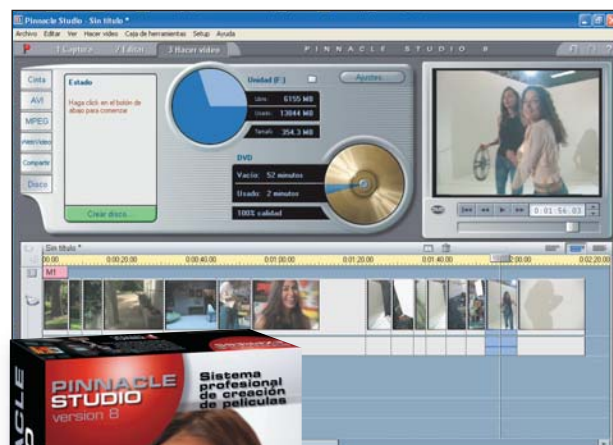 Pinnacle Studio - Sin título *
Archivo Editar Ver Hacer vídeo Caja de herramientas Setup Ayuda
1 Captura 2 Editar 3 Hacer vídeo PINNACLE STUDIO 8
Cinta
AVI
MPEG
WebVideo
Compartir
Disco
Estado
Haga click en el botón de
abajo para comenzar
Crear disco...
Unidad (F:)
Ajustes
Libre: 6155 MB
Usado: 13844 MB
Tamaño: 354.3 MB
DVD
Vacío: 52 minutos
Usado: 2 minutos
100% calidad
0:01:56.03
Sin título *
00.00 0:00:20.00 0:00:40.00 0:01:00.00 0:01:20.00 0:01:40.00 2:00.00 0:02:20.00
M1
PINNACLE
STUDIO
version 8
Sistema
profesional
de creación
de películas